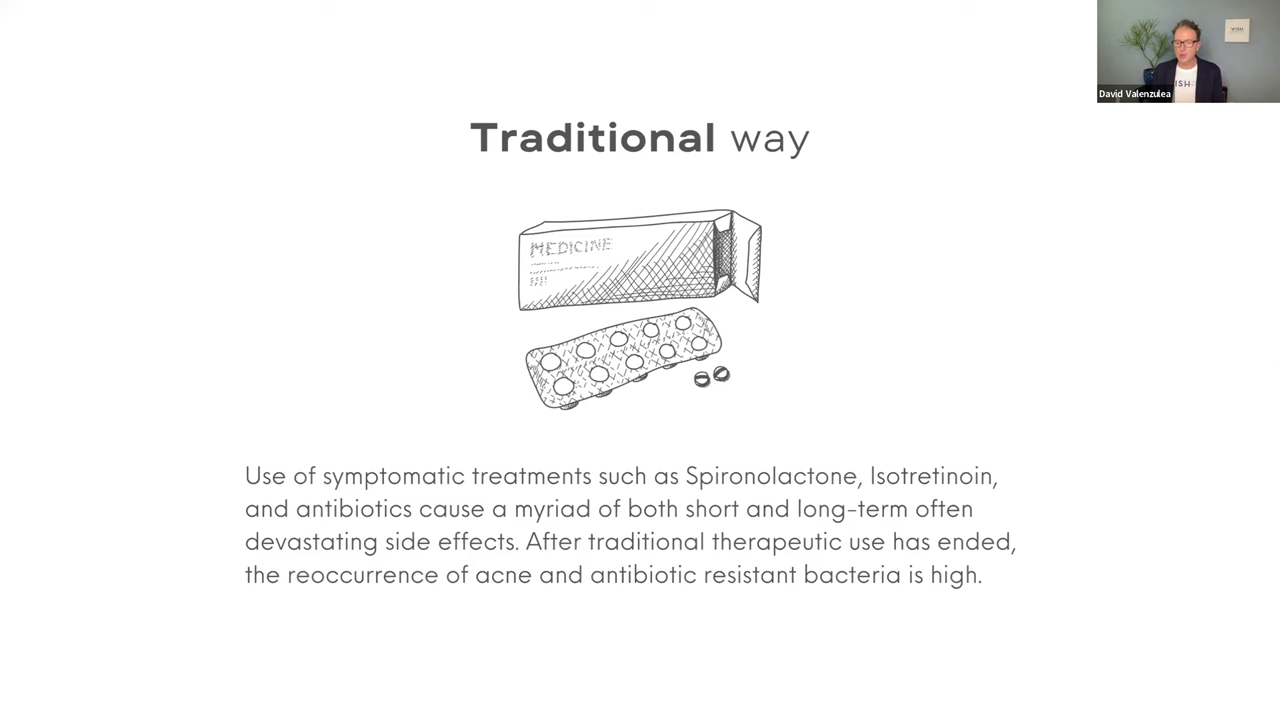 David Valenzulea
Traditional way
MEDICINE
Use of symptomatic treatments such as Spironolactone, Isotretinoin,
and antibiotics cause a myriad of both short and long-term often
devastating side effects. After traditional therapeutic use has ended,
the reoccurrence of acne and antibiotic resistant bacteria is high.